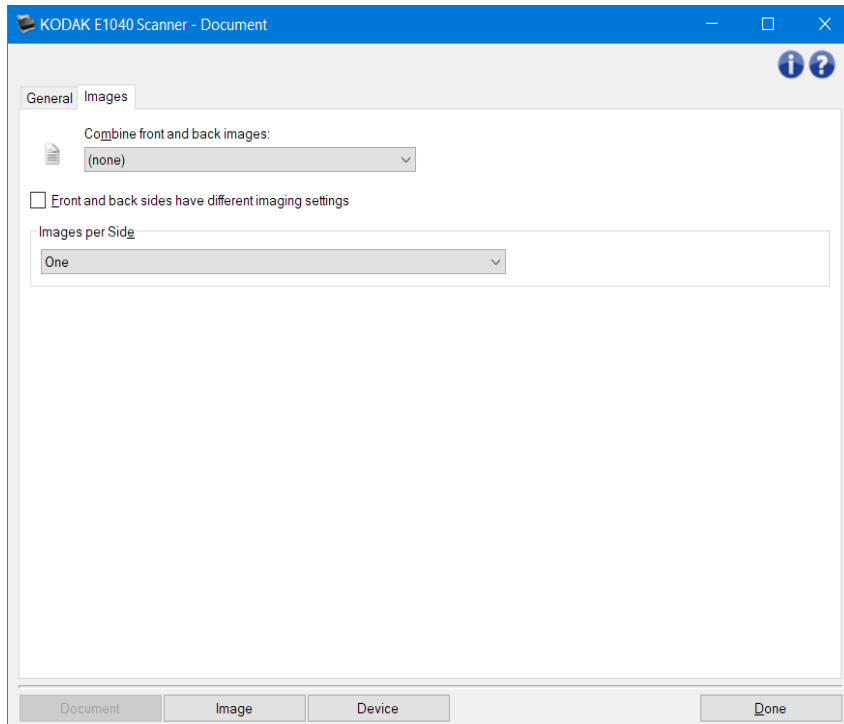 KODAK E1040 Scanner - Document
General Images
Combine front and back images:
(none)
Front and back sides have different imaging settings
Images per Side
One
Document Image Device Done